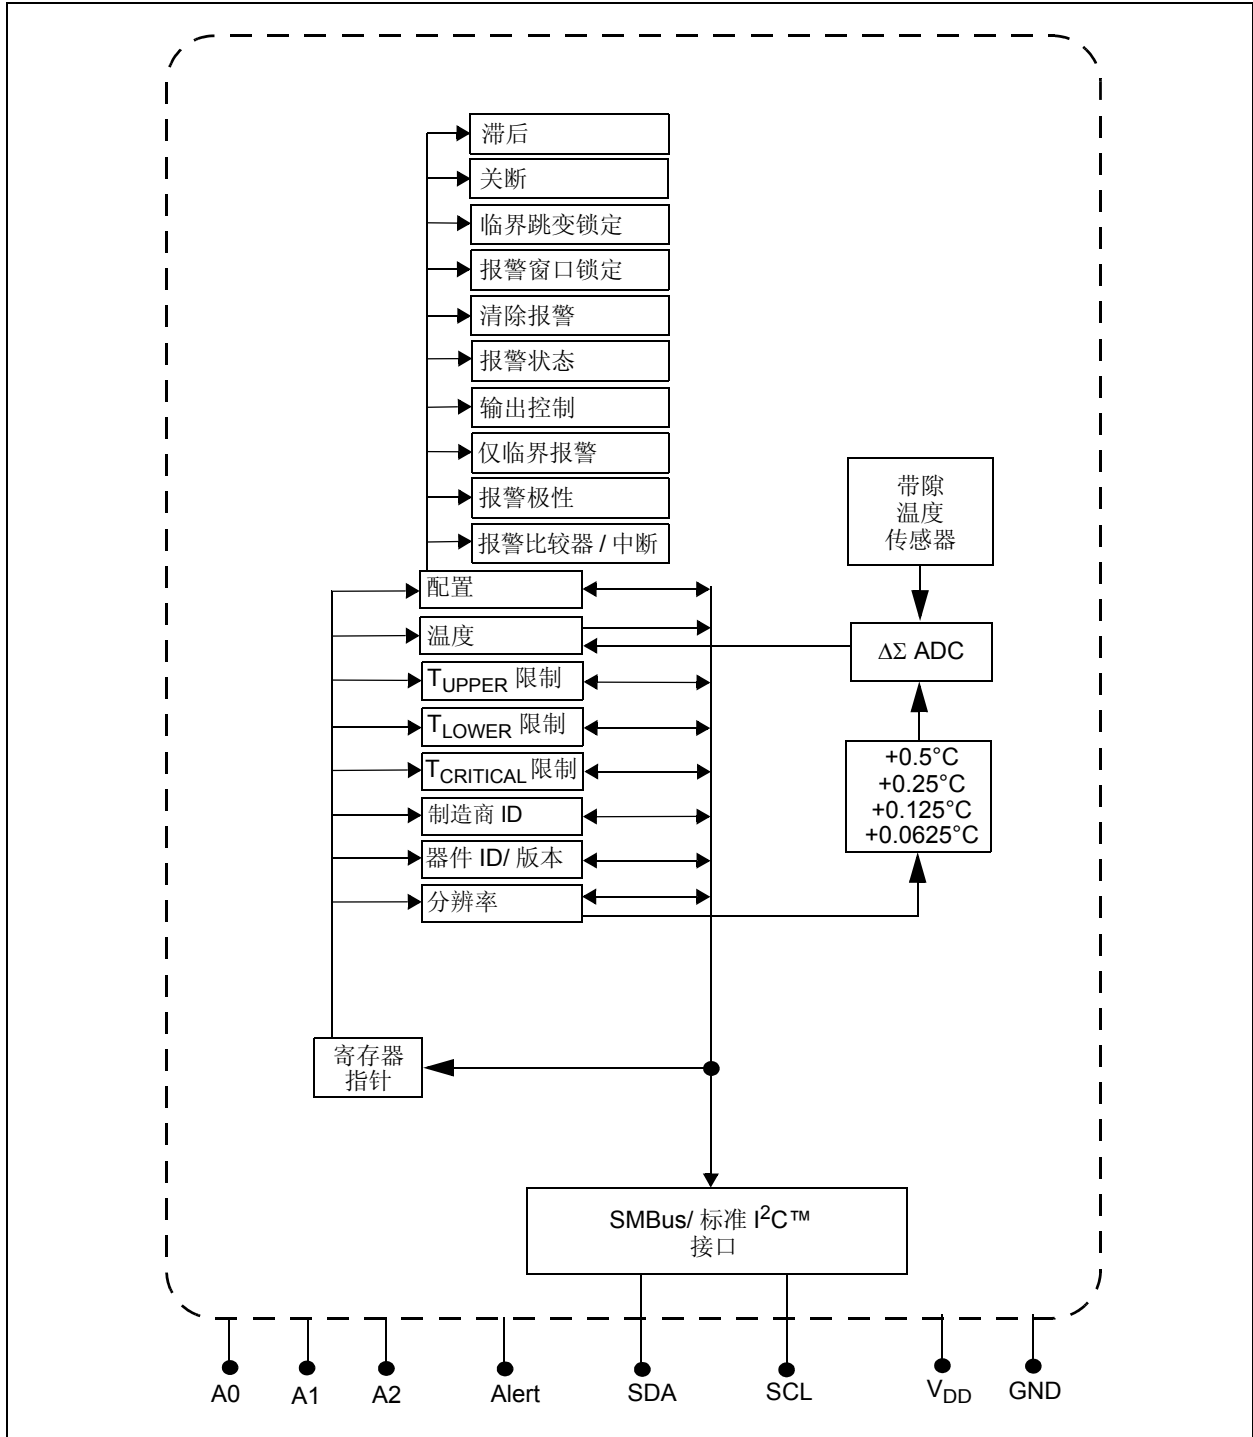 滞后
关断
临界跳变锁定
报警窗口锁定
清除报警
报警状态
输出控制
仅临界报警
报警极性
报警比较器 / 中断
配置
温度
TUPPER 限制
TLOWER 限制
TCRITICAL 限制
制造商 ID
器件 ID/ 版本
分辨率
带隙
温度
传感器
ΔΣ ADC
+0.5°C
+0.25°C
+0.125°C
+0.0625°C
寄存器
指针
SMBus/ 标准 I²C™
接口
A0
A1
A2
Alert
SDA
SCL
VDD
GND